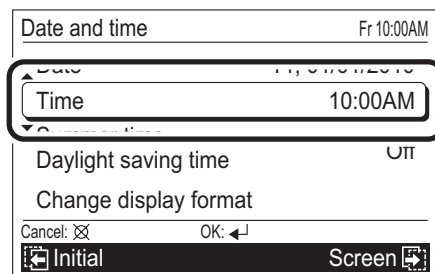 Date and time Fr 10:00AM
Date
Time 10:00AM
Daylight saving time Off
Change display format
Cancel: OK:
Initial Screen